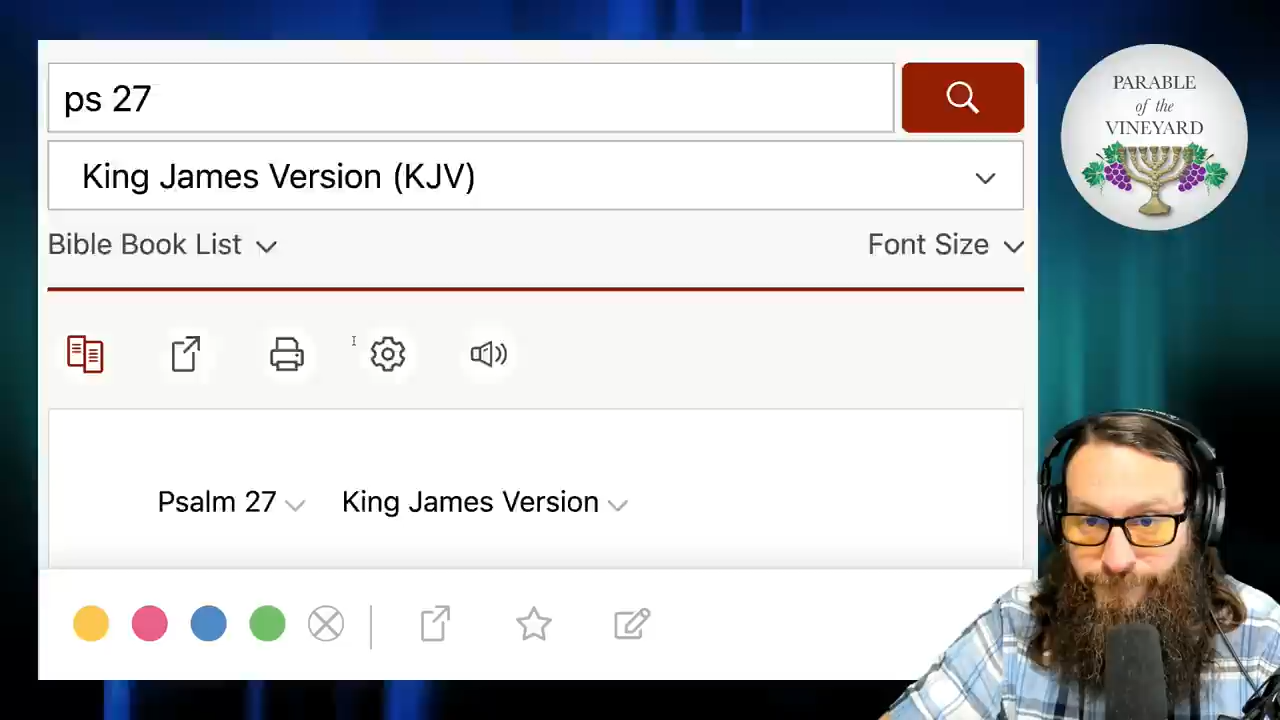 ps 27
King James Version (KJV)
Bible Book List
Font Size
Psalm 27 King James Version
PARABLE
of the
VINEYARD